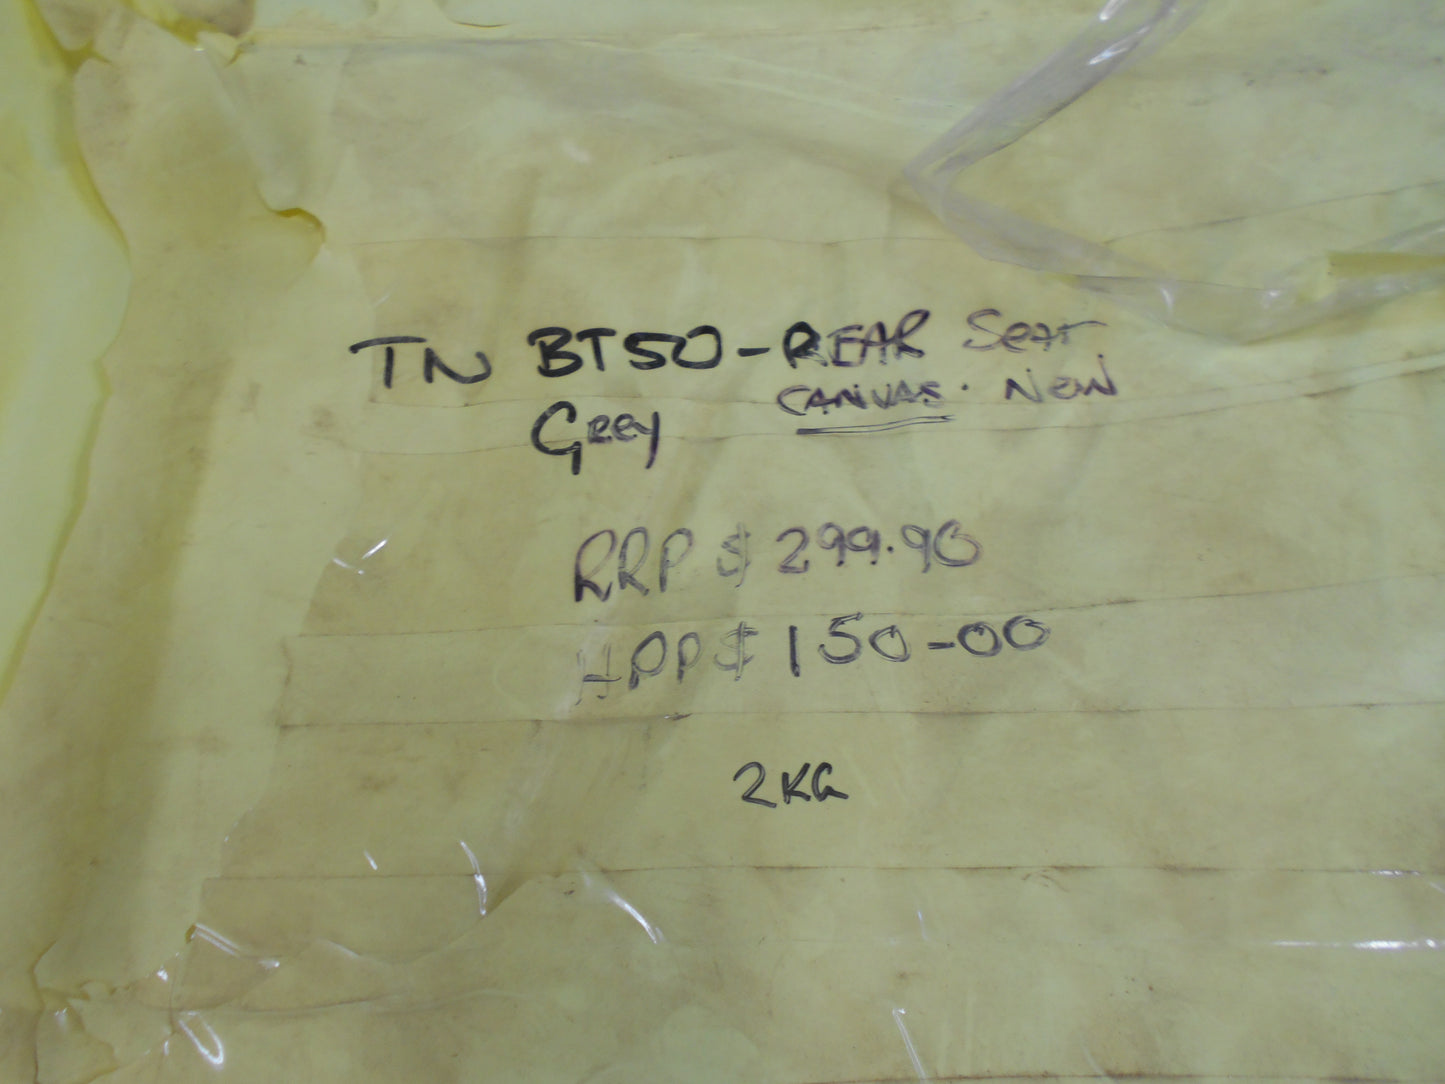 TN BT50 - REAR Seat
Grey CANVAS. New
RRP $ 299.90
HPP $ 150-00
2KG